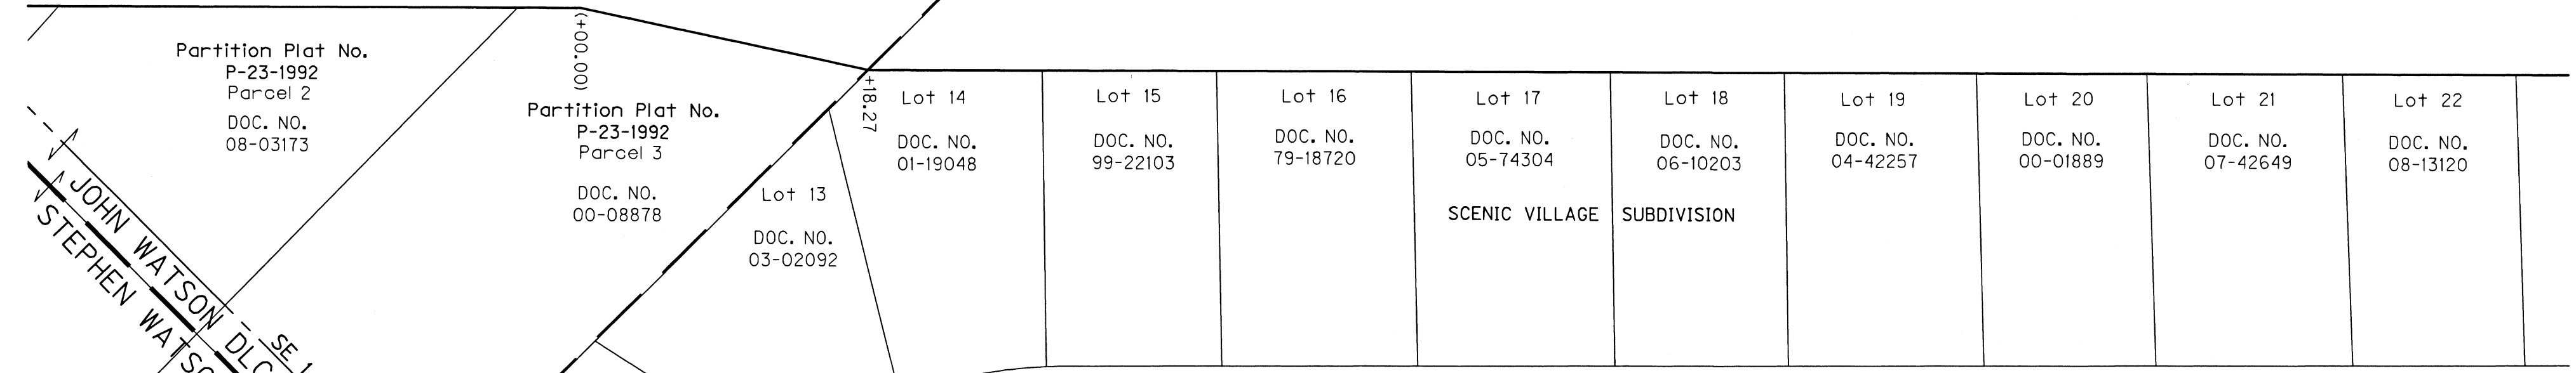 Partition Plat No.
P-23-1992
Parcel 2
DOC. NO.
08-03173
(+00.00)
Partition Plat No.
P-23-1992
Parcel 3
DOC. NO.
00-08878
+18.27
Lot 13
DOC. NO.
03-02092
Lot 14
DOC. NO.
01-19048
Lot 15
DOC. NO.
99-22103
Lot 16
DOC. NO.
79-18720
Lot 17
DOC. NO.
05-74304
Lot 18
DOC. NO.
06-10203
Lot 19
DOC. NO.
04-42257
Lot 20
DOC. NO.
00-01889
Lot 21
DOC. NO.
07-42649
Lot 22
DOC. NO.
08-13120
SCENIC VILLAGE SUBDIVISION
JOHN WATSON DLC
STEPHEN
SE